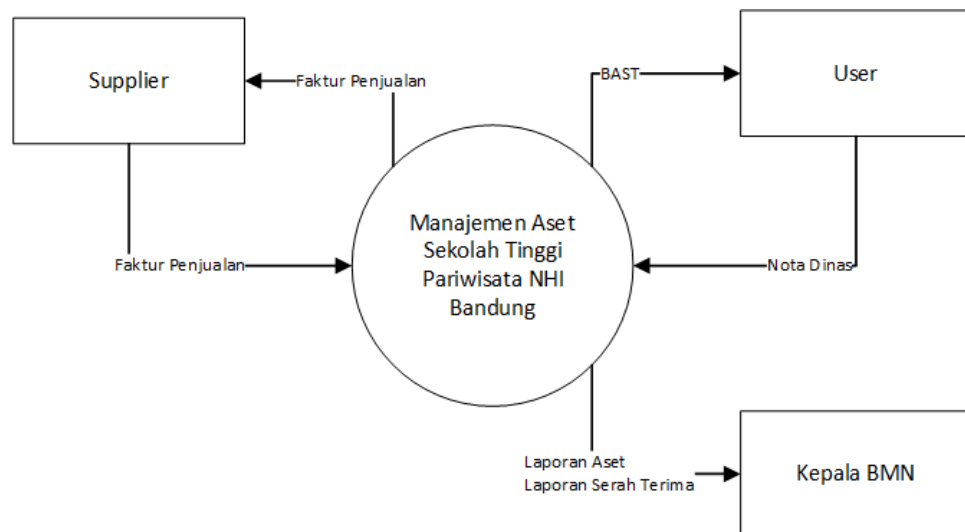 Supplier
Faktur Penjualan
BAST
User
Manajemen Aset
Sekolah Tinggi
Pariwisata NHI
Bandung
Faktur Penjualan
Nota Dinas
Laporan Aset
Laporan Serah Terima
Kepala BMN